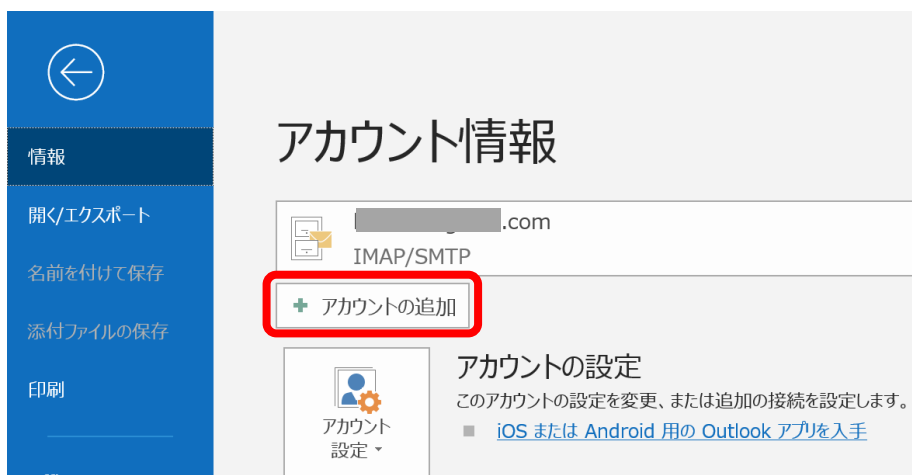 アカウント情報
情報
開く/エクスポート
名前を付けて保存
添付ファイルの保存
印刷
.com
IMAP/SMTP
アカウントの追加
アカウント
設定
アカウントの設定
このアカウントの設定を変更、または追加の接続を設定します。
iOS または Android 用の Outlook アプリを入手